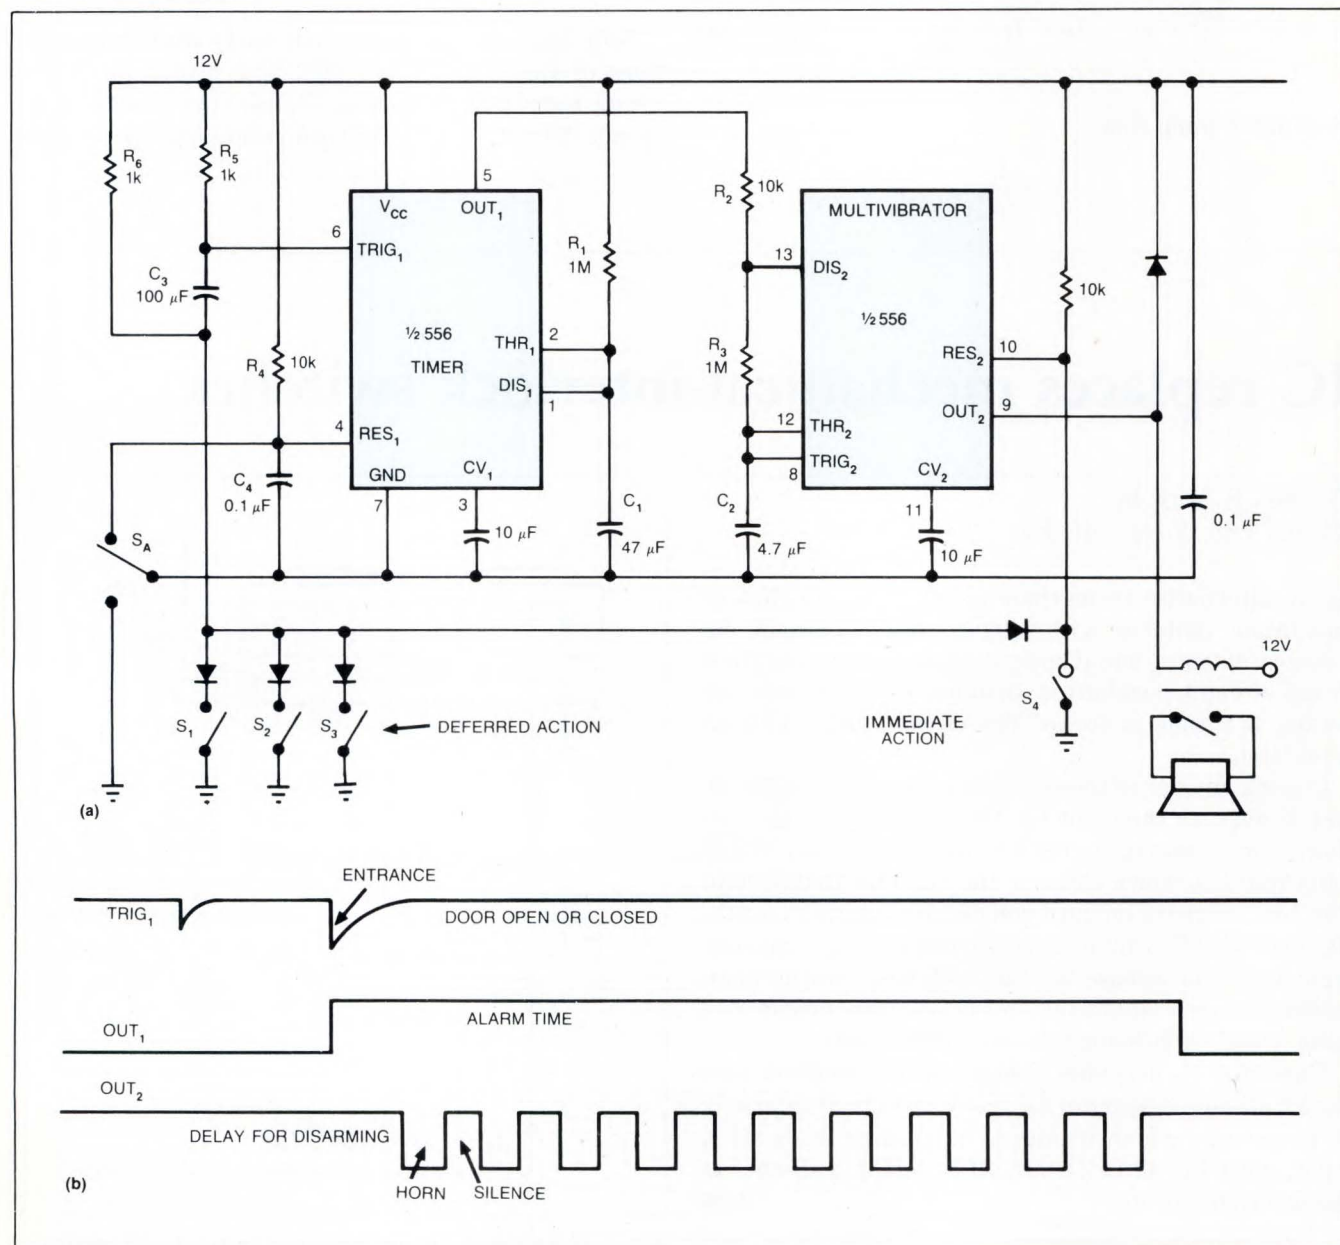 12V
R6
1k
R5
1k
5
R2
10k
VCC
OUT1
MULTIVIBRATOR
6
TRIG1
R1
1M
13
DIS2
C3
100 µF
10k
½ 556
TIMER
½ 556
R4
10k
THR1
2
R3
1M
RES2
10
DIS1
1
OUT2
9
4
RES1
12
THR2
C4
0.1 µF
GND
CV1
8
TRIG2
CV2
7
3
C1
C2
11
0.1 µF
SA
10 µF
47 µF
4.7 µF
10 µF
12V
S1
S2
S3
DEFERRED ACTION
IMMEDIATE
ACTION
S4
(a)
ENTRANCE
TRIG1
DOOR OPEN OR CLOSED
OUT1
ALARM TIME
OUT2
DELAY FOR DISARMING
(b)
HORN
SILENCE